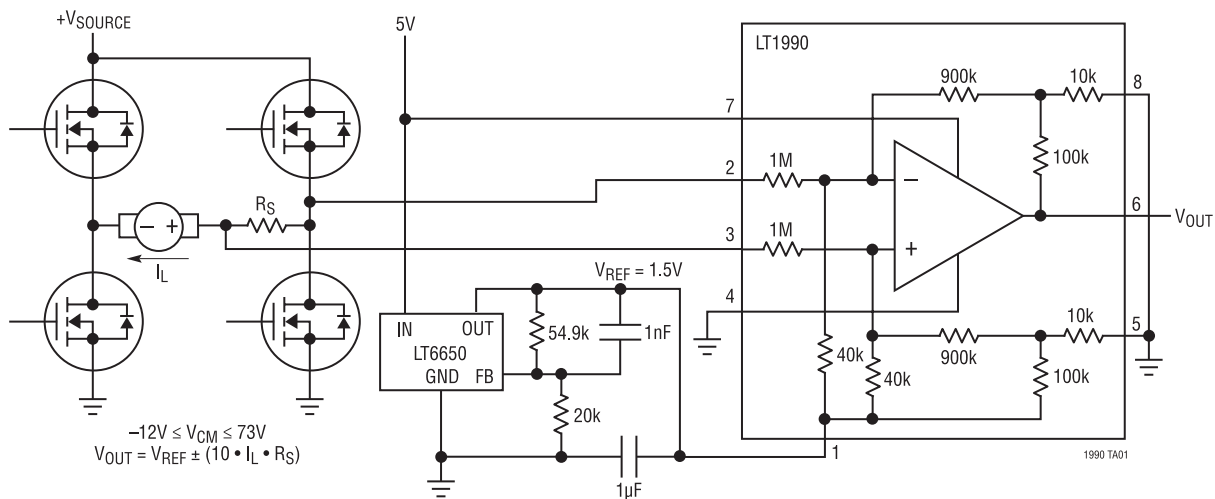 +VSOURCE
5V
LT1990
900k
10k
8
7
100k
1M
2
RS
–
6
VOUT
– +
1M
3
+
IL
VREF = 1.5V
4
10k
5
IN
OUT
54.9k
1nF
900k
LT6650
40k
40k
100k
GND
FB
20k
–12V ≤ VCM ≤ 73V
VOUT = VREF ± (10 • IL • RS)
1
1990 TA01
1µF